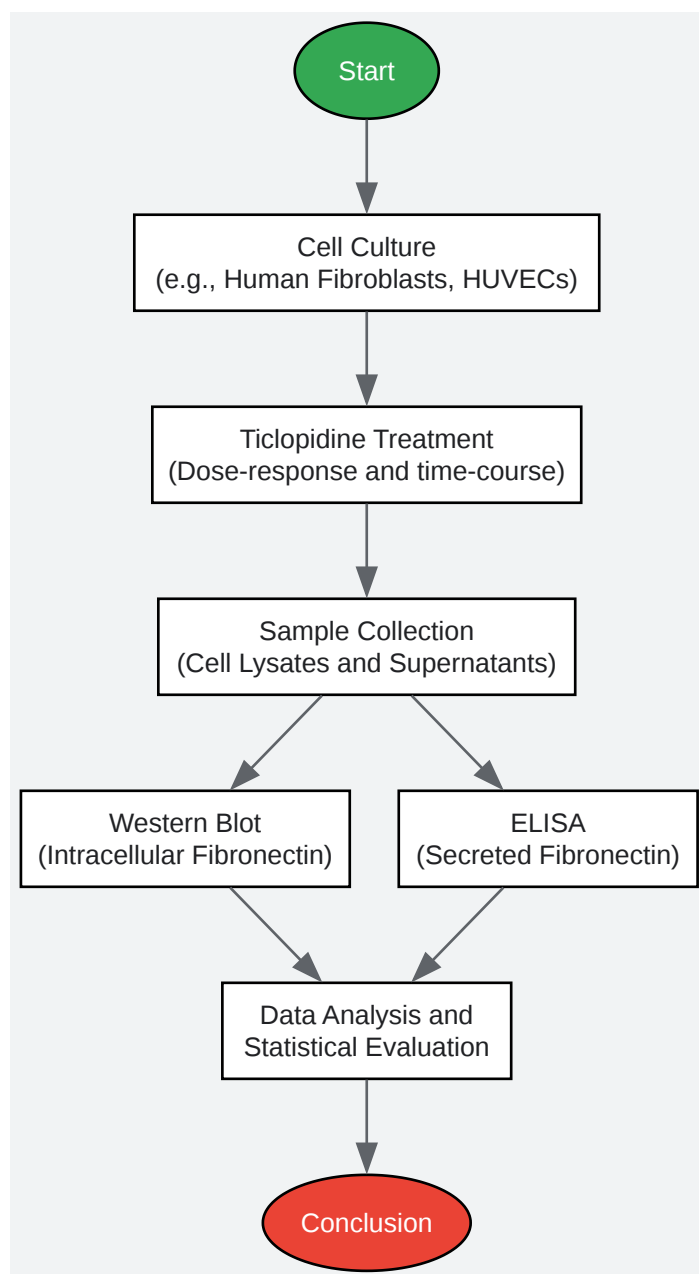 Start
Cell Culture
(e.g., Human Fibroblasts, HUVECs)
Ticlopidine Treatment
(Dose-response and time-course)
Sample Collection
(Cell Lysates and Supernatants)
Western Blot
(Intracellular Fibronectin)
ELISA
(Secreted Fibronectin)
Data Analysis and
Statistical Evaluation
Conclusion